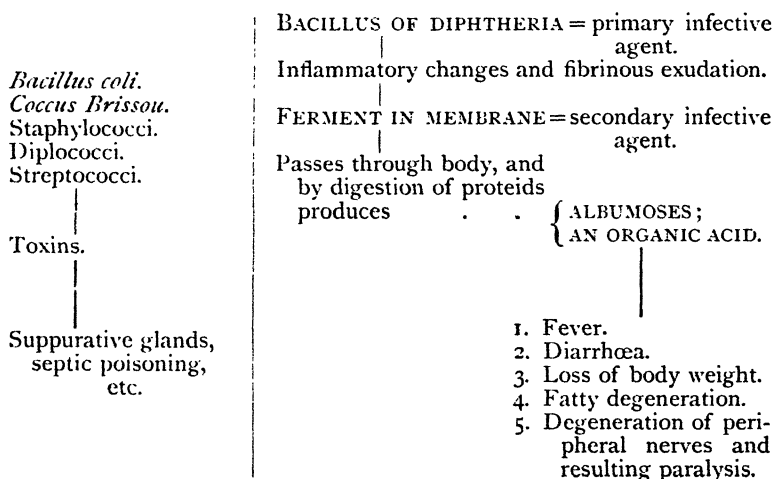 Bacillus coli.
Coccus Brissou.
Staphylococci.
Diplococci.
Streptococci.
Toxins.
Suppurative glands,
septic poisoning,
etc.
BACILLUS OF DIPHTHERIA = primary infective
agent.
Inflammatory changes and fibrinous exudation.
FERMENT IN MEMBRANE = secondary infective
agent.
Passes through body, and
by digestion of proteids
produces . . { ALBUMOSES ;
AN ORGANIC ACID.
1. Fever.
2. Diarrhœa.
3. Loss of body weight.
4. Fatty degeneration.
5. Degeneration of peri-
pheral nerves and
resulting paralysis.